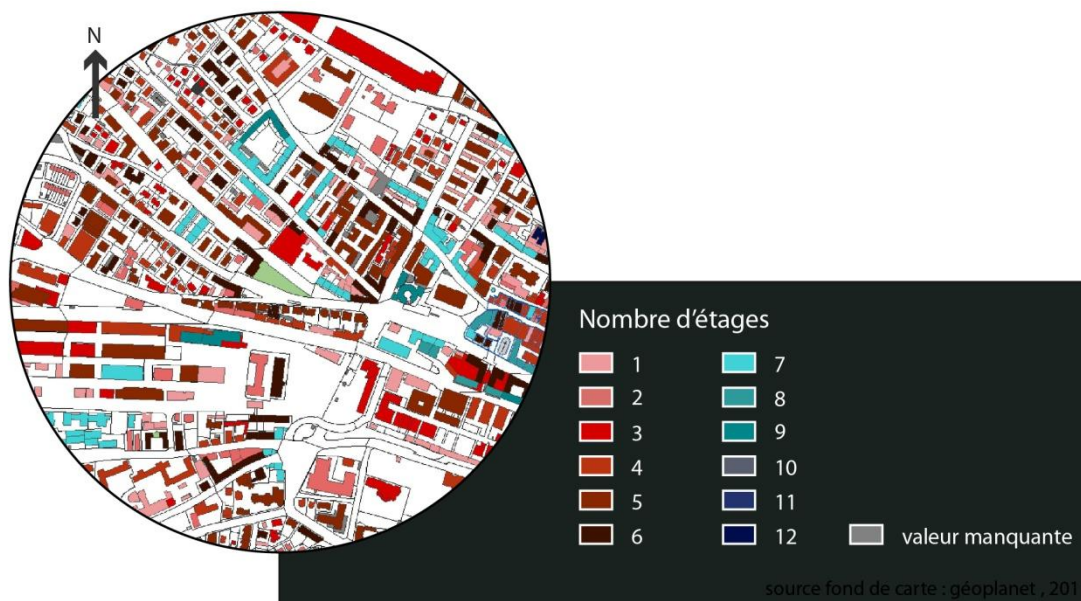 N
Nombre d'étages
1 7
2 8
3 9
4 10
5 11
6 12 valeur manquante
source fond de carte : géoplanet , 201